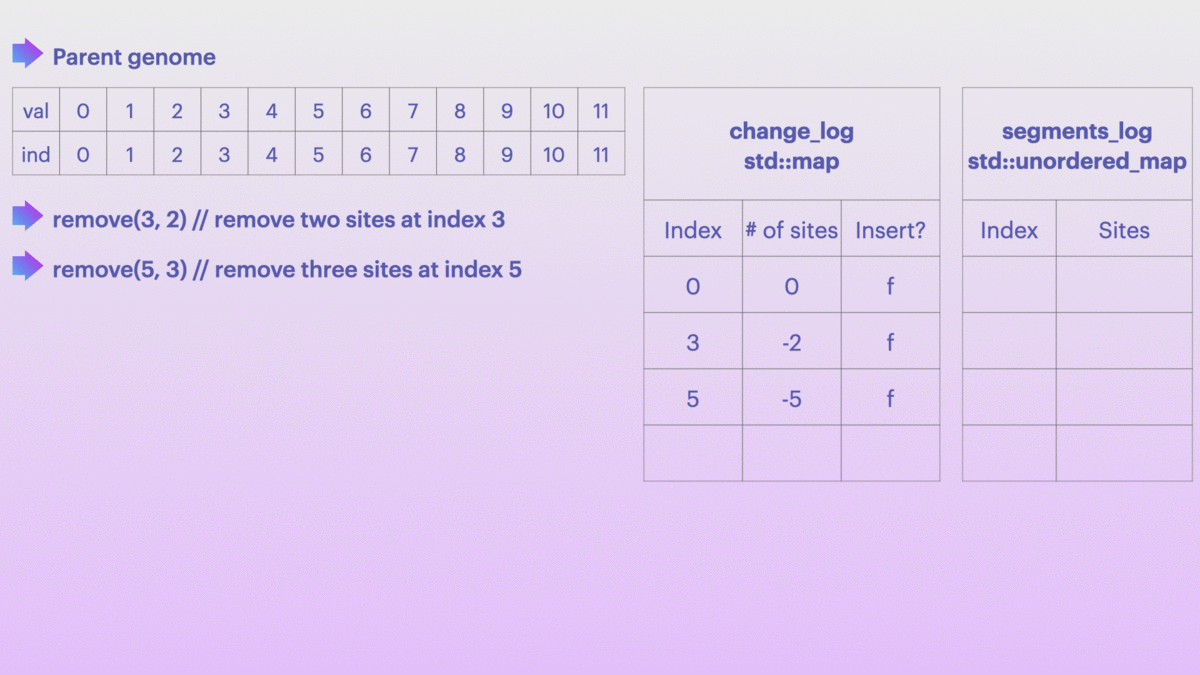 Parent genome
val 0 1 2 3 4 5 6 7 8 9 10 11
ind 0 1 2 3 4 5 6 7 8 9 10 11
remove(3, 2) // remove two sites at index 3
remove(5, 3) // remove three sites at index 5
change_log
std::map
Index # of sites Insert?
0 0 f
3 -2 f
5 -5 f
segments_log
std::unordered_map
Index Sites